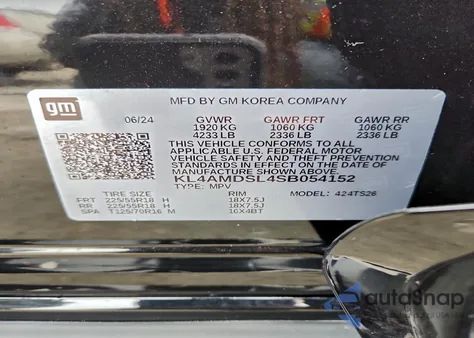 gm
MFD BY GM KOREA COMPANY
06/24 GVWR GAWR FRT GAWR RR
1920 KG 1060 KG 1060 KG
4233 LB 2336 LB 2336 LB
THIS VEHICLE CONFORMS TO ALL
APPLICABLE U.S. FEDERAL MOTOR
VEHICLE SAFETY AND THEFT PREVENTION
STANDARDS IN EFFECT ON THE DATE OF
MANUFACTURE SHOWN ABOVE.
KL4AMDSL4SB054152
TYPE: MPV MODEL: 424TS26
TIRE SIZE RIM
FRT 225/55R18 H 18X7.5J
RR 225/55R18 H 18X7.5J
SPA T125/70R16 M 16X4BT
autoSnap